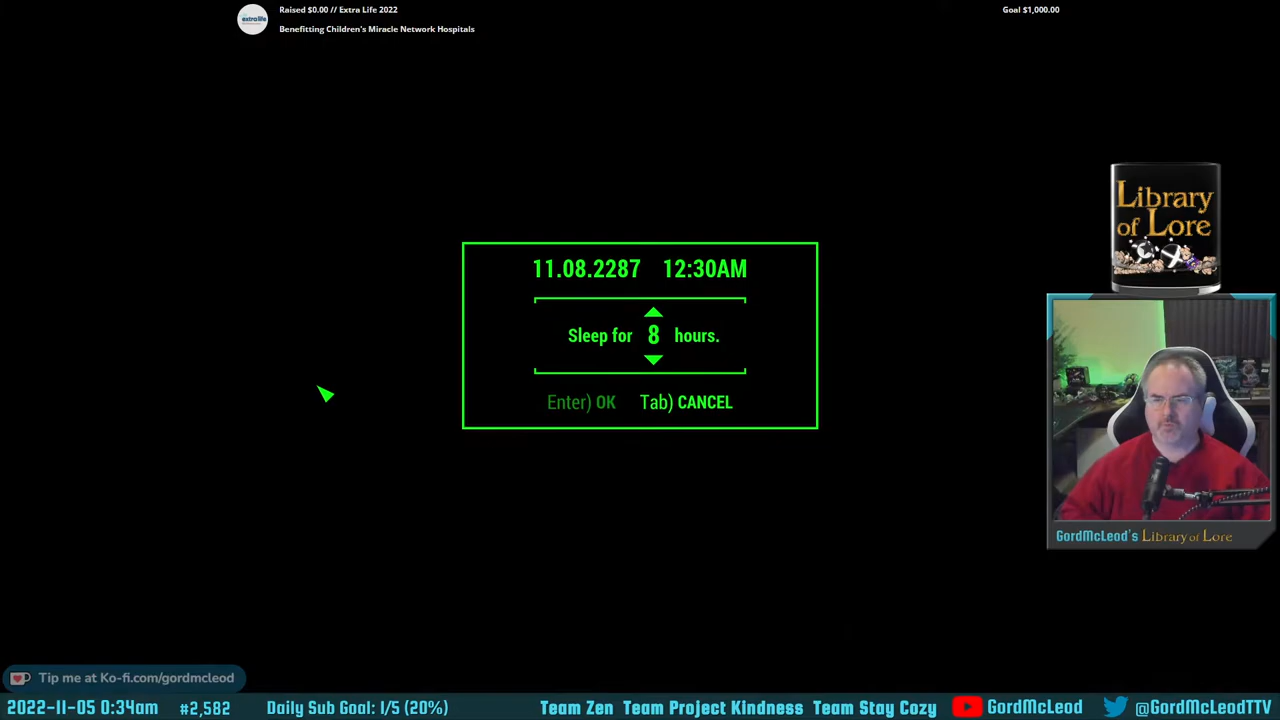 Raised $0.00 // Extra Life 2022
Goal $1,000.00
extralife
Benefitting Children's Miracle Network Hospitals
Library
of Lore
11.08.2287 12:30AM
Sleep for 8 hours.
Enter) OK Tab) CANCEL
GordMcLeod's Library of Lore
Tip me at Ko-fi.com/gordmcleod
2022-11-05 0:34am #2,582 Daily Sub Goal: 1/5 (20%) Team Zen Team Project Kindness Team Stay Cozy GordMcLeod @GordMcLeodTTV